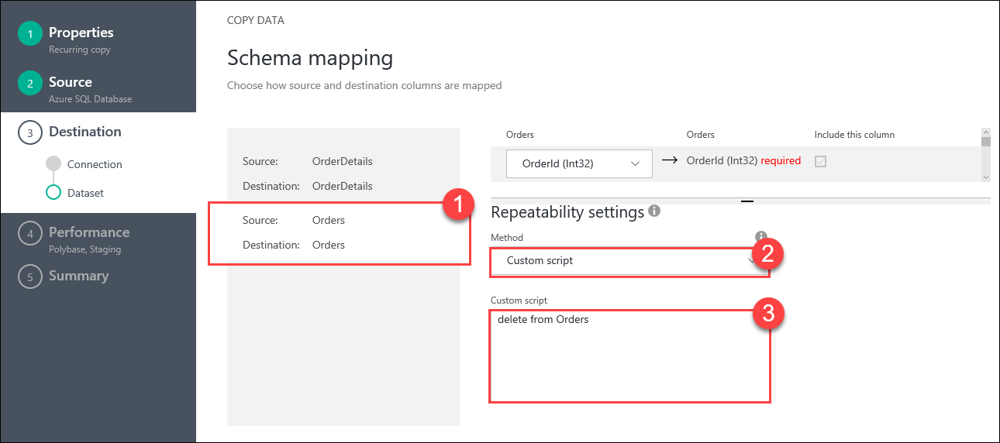 1 Properties
Recurring copy
2 Source
Azure SQL Database
3 Destination
Connection
Dataset
4 Performance
Polybase, Staging
5 Summary
COPY DATA
Schema mapping
Choose how source and destination columns are mapped
Source: OrderDetails
Destination: OrderDetails
1
Source: Orders
Destination: Orders
Orders Orders Include this column
OrderId (Int32) → OrderId (Int32) required
Repeatability settings i
Method i
Custom script 2
Custom script
3
delete from Orders